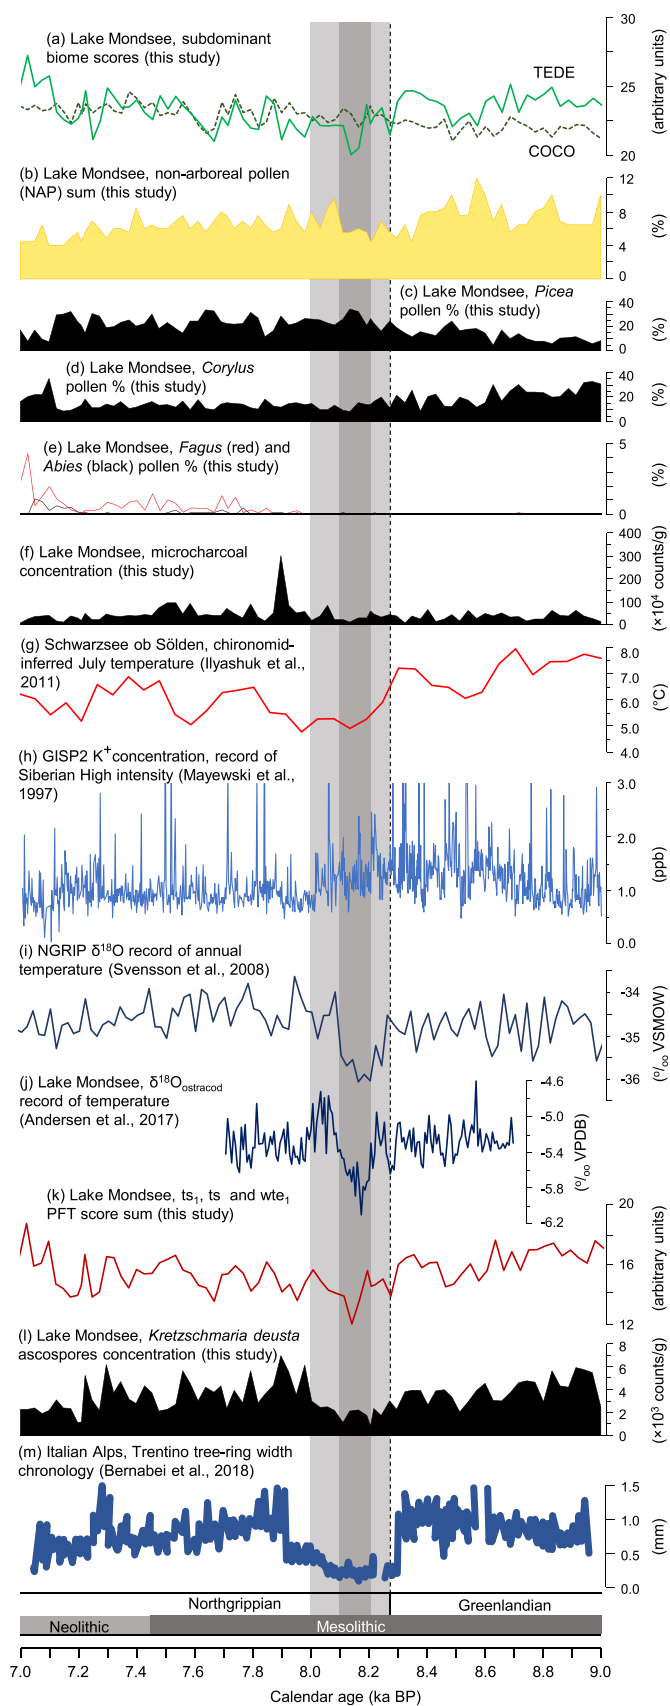 (a) Lake Mondsee, subdominant
biome scores (this study)
30
25
20
(arbitrary units)
TEDE
COCO
(b) Lake Mondsee, non-arboreal pollen
(NAP) sum (this study)
12
8
4
0
(%)
(c) Lake Mondsee, Picea
pollen % (this study)
40
20
0
(%)
(d) Lake Mondsee, Corylus
pollen % (this study)
40
20
0
(%)
(e) Lake Mondsee, Fagus (red) and
Abies (black) pollen % (this study)
5
0
(%)
(f) Lake Mondsee, microcharcoal
concentration (this study)
400
300
200
100
0
(×10⁴ counts/g)
(g) Schwarzsee ob Sölden, chironomid-
inferred July temperature (Ilyashuk et al.,
2011)
8.0
7.0
6.0
5.0
4.0
(°C)
(h) GISP2 K⁺concentration, record of
Siberian High intensity (Mayewski et al.,
1997)
3.0
2.0
1.0
0.0
(ppb)
(i) NGRIP δ¹⁸O record of annual
temperature (Svensson et al., 2008)
-34
-35
-36
(o/oo VSMOW)
(j) Lake Mondsee, δ¹⁸Oostracod
record of temperature
(Andersen et al., 2017)
-4.6
-5.0
-5.4
-5.8
-6.2
(o/oo VPDB)
(k) Lake Mondsee, ts₁, ts and wte₁
PFT score sum (this study)
20
16
12
(arbitrary units)
(l) Lake Mondsee, Kretzschmaria deusta
ascospores concentration (this study)
8
6
4
2
0
(×10³ counts/g)
(m) Italian Alps, Trentino tree-ring width
chronology (Bernabei et al., 2018)
1.5
1.0
0.5
0.0
(mm)
Northgrippian
Greenlandian
Neolithic
Mesolithic
7.0 7.2 7.4 7.6 7.8 8.0 8.2 8.4 8.6 8.8 9.0
Calendar age (ka BP)